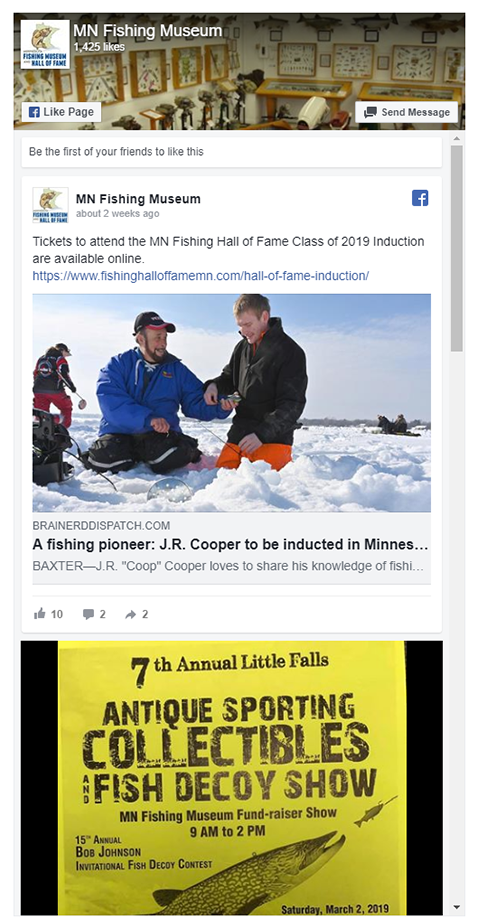 MN Fishing Museum
1,425 likes
FISHING MUSEUM
HALL OF FAME
Like Page
Send Message
Be the first of your friends to like this
FISHING MUSEUM
HALL OF FAME
MN Fishing Museum
about 2 weeks ago
Tickets to attend the MN Fishing Hall of Fame Class of 2019 Induction
are available online.
https://www.fishinghalloffamemn.com/hall-of-fame-induction/
BRAINERDDISPATCH.COM
A fishing pioneer: J.R. Cooper to be inducted in Minnes...
BAXTER—J.R. "Coop" Cooper loves to share his knowledge of fishi...
10
2
2
7th Annual Little Falls
ANTIQUE SPORTING
COLLECTIBLES
AND FISH DECOY SHOW
MN Fishing Museum Fund-raiser Show
9 AM to 2 PM
15TH ANNUAL
BOB JOHNSON
INVITATIONAL FISH DECOY CONTEST
Saturday, March 2, 2019